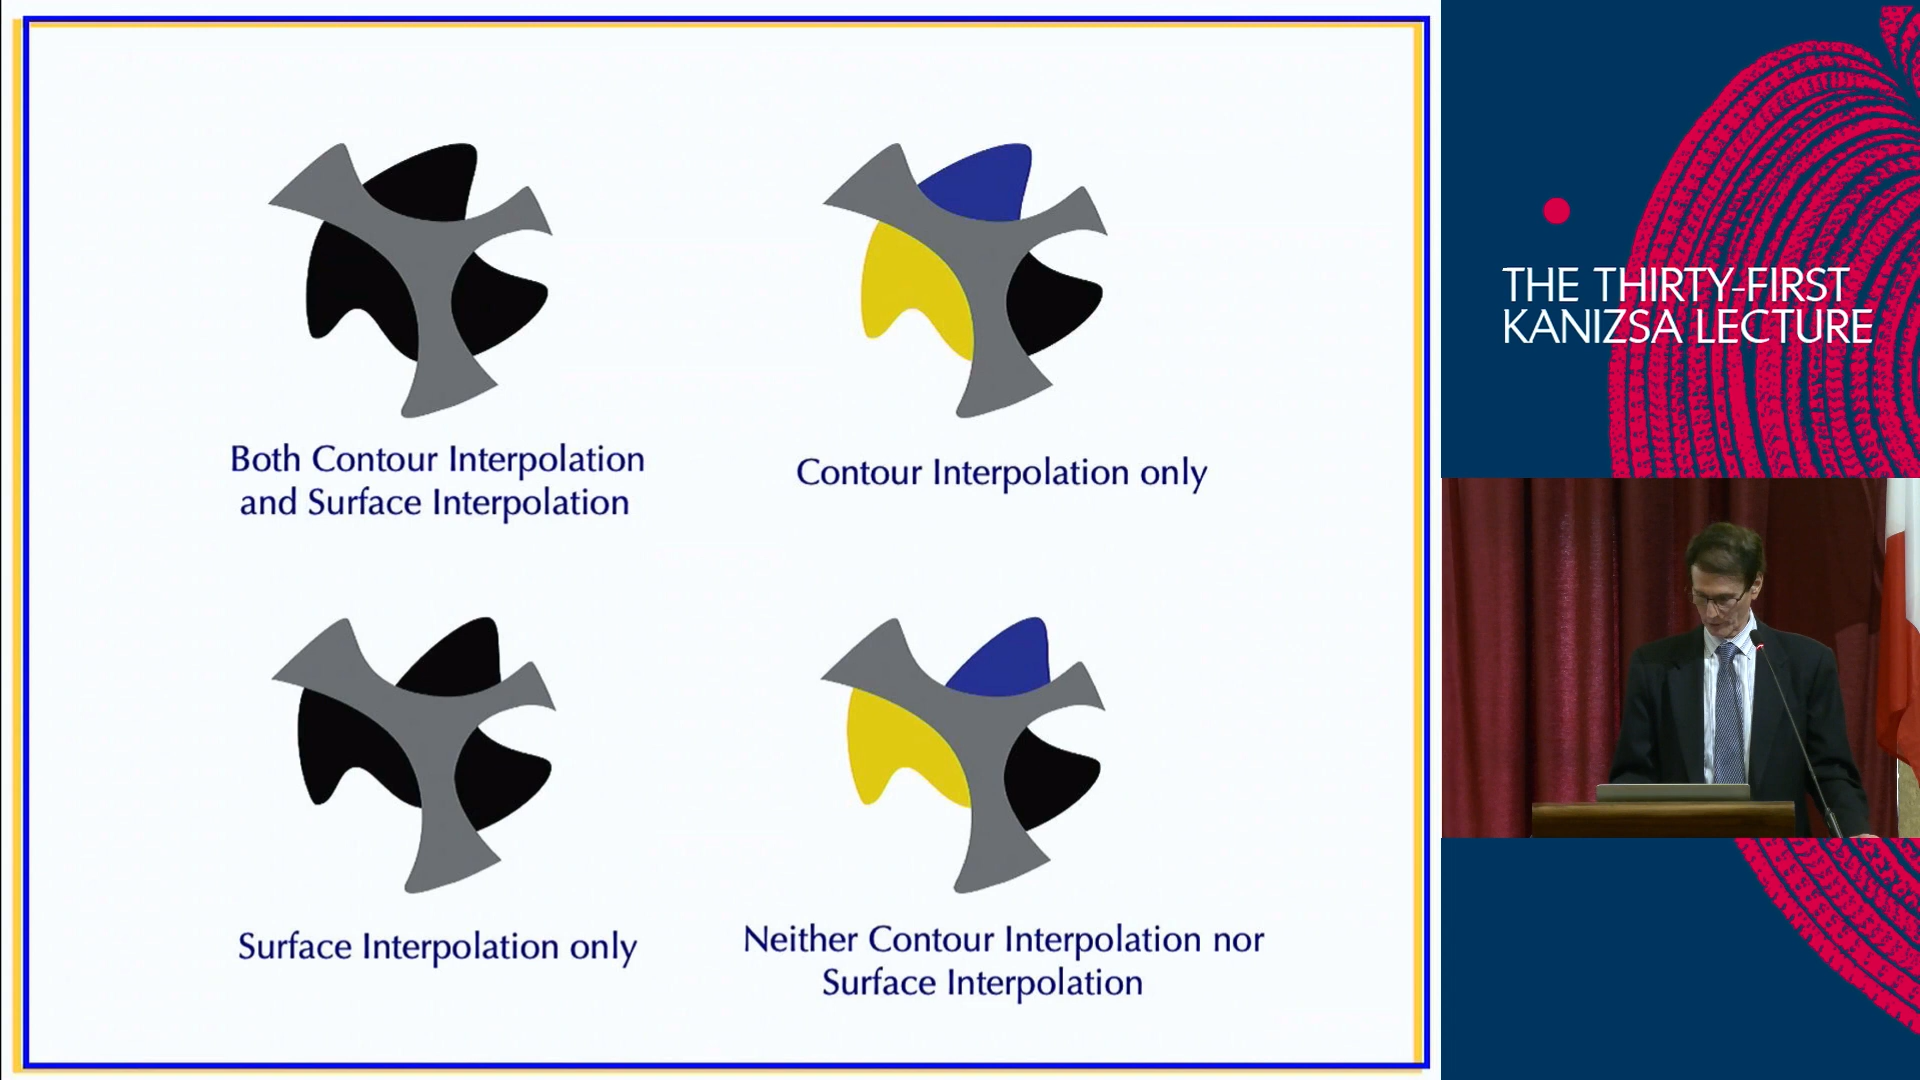 Both Contour Interpolation
and Surface Interpolation
Contour Interpolation only
Surface Interpolation only
Neither Contour Interpolation nor
Surface Interpolation
THE THIRTY-FIRST
KANIZSA LECTURE